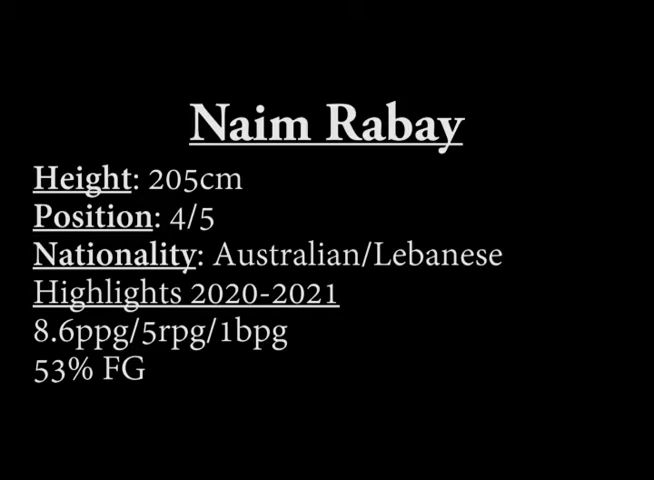 Naim Rabay
Height: 205cm
Position: 4/5
Nationality: Australian/Lebanese
Highlights 2020-2021
8.6ppg/5rpg/1bpg
53% FG